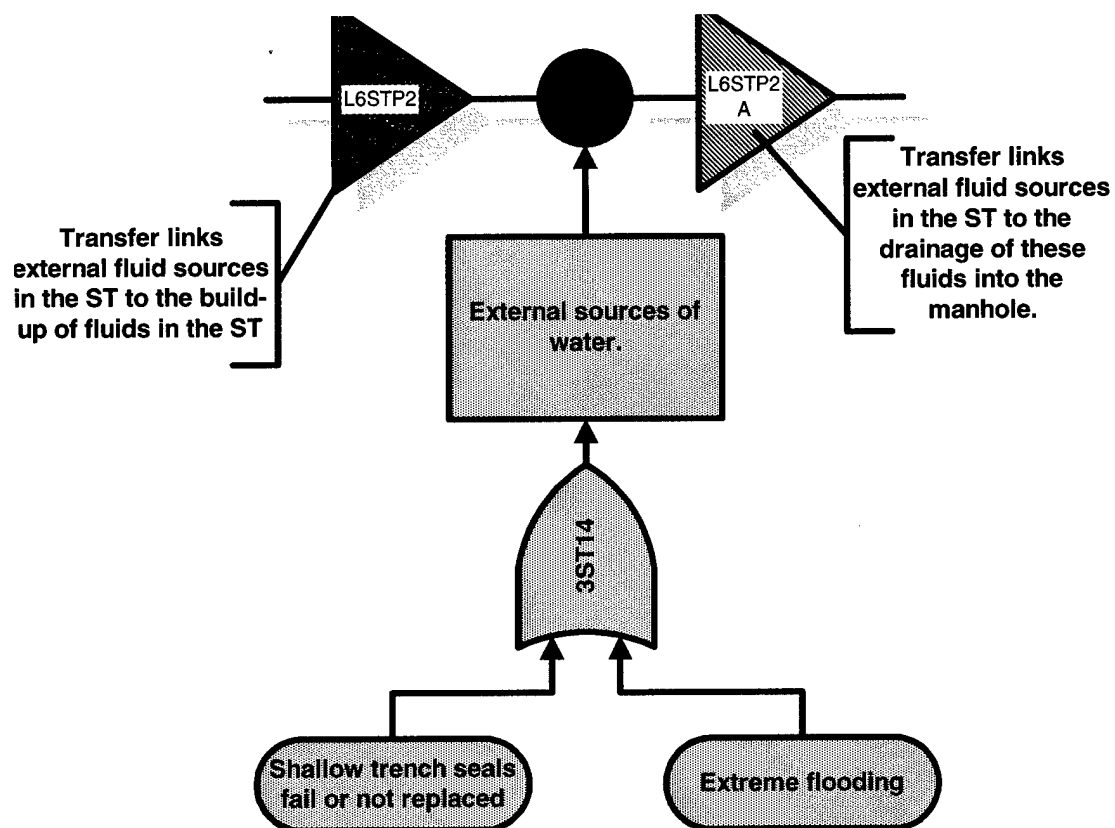 L6STP2
L6STP2
A
Transfer links
external fluid sources
in the ST to the build-
up of fluids in the ST
Transfer links
external fluid sources
in the ST to the
drainage of these
fluids into the
manhole.
External sources of
water.
3ST14
Shallow trench seals
fail or not replaced
Extreme flooding